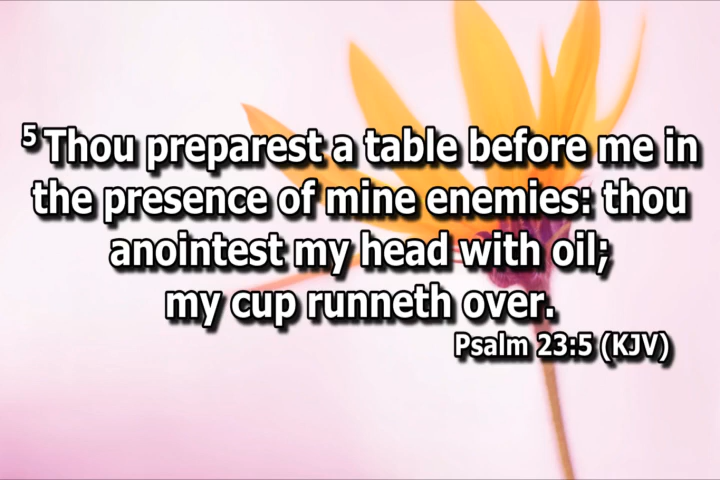 5 Thou preparest a table before me in
the presence of mine enemies: thou
anointest my head with oil;
my cup runneth over.
Psalm 23:5 (KJV)